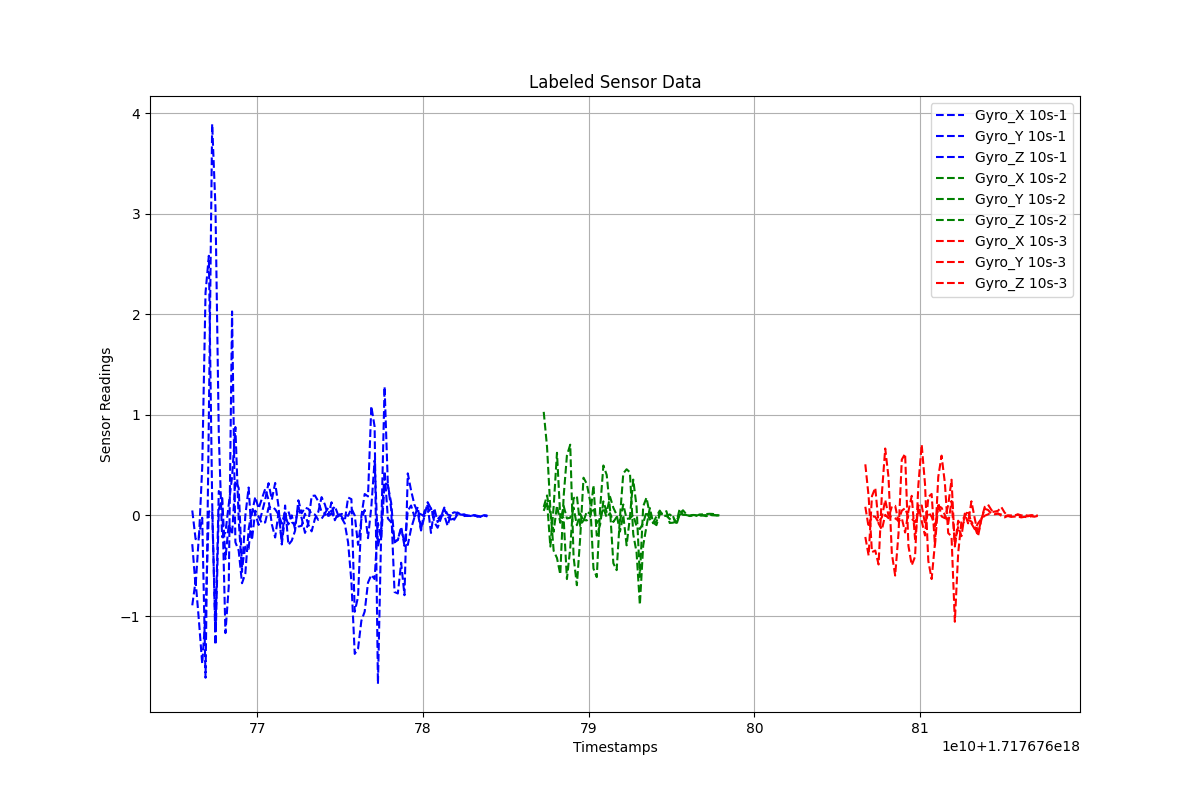 Labeled Sensor Data
4
3
2
1
0
−1
Sensor Readings
Gyro_X 10s-1
Gyro_Y 10s-1
Gyro_Z 10s-1
Gyro_X 10s-2
Gyro_Y 10s-2
Gyro_Z 10s-2
Gyro_X 10s-3
Gyro_Y 10s-3
Gyro_Z 10s-3
77 78 79 80 81
Timestamps
1e10+1.717676e18